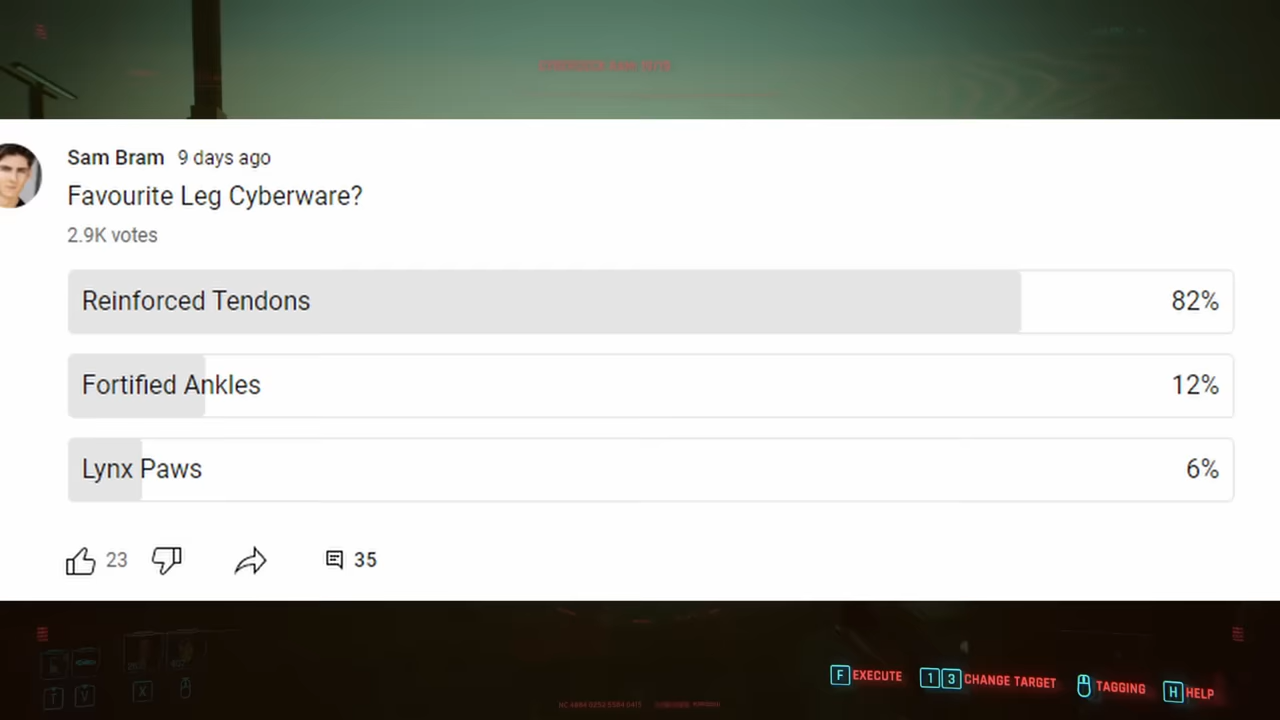 Sam Bram 9 days ago
Favourite Leg Cyberware?
2.9K votes
Reinforced Tendons 82%
Fortified Ankles 12%
Lynx Paws 6%
23 35
F EXECUTE 1 3 CHANGE TARGET TAGGING H HELP
T V X